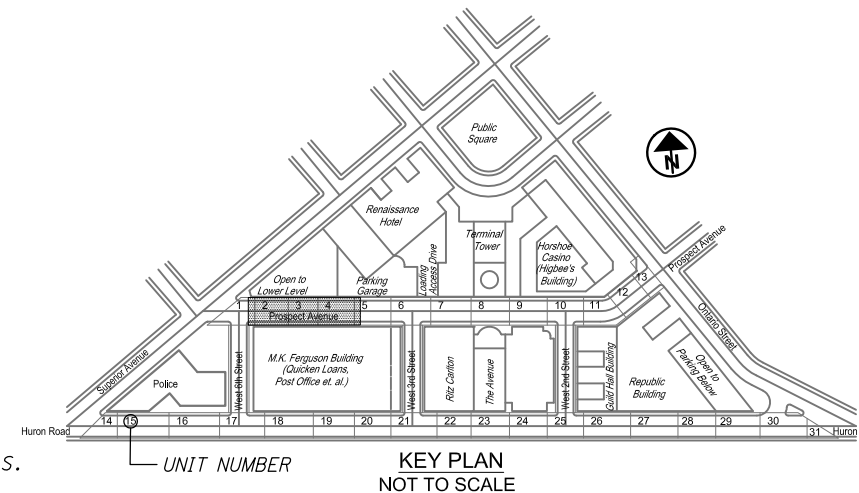 Public
Square
N
Renaissance
Hotel
Terminal
Tower
Horshoe
Casino
(Higbee's
Building)
Loading
Access Drive
Open to
Lower Level
Parking
Garage
Prospect Avenue
Ontario Street
1 2 3 4 5 6 7 8 9 10 11 12 13
Prospect Avenue
Superior Avenue
Police
West 6th Street
M.K. Ferguson Building
(Quicken Loans,
Post Office et. al.)
West 3rd Street
Ritz Carlton
The Avenue
West 2nd Street
Guild Hall Building
Republic
Building
Open to
Parking Below
14 15 16 17 18 19 20 21 22 23 24 25 26 27 28 29 30
Huron Road
31 Huron
S.
UNIT NUMBER
KEY PLAN
NOT TO SCALE